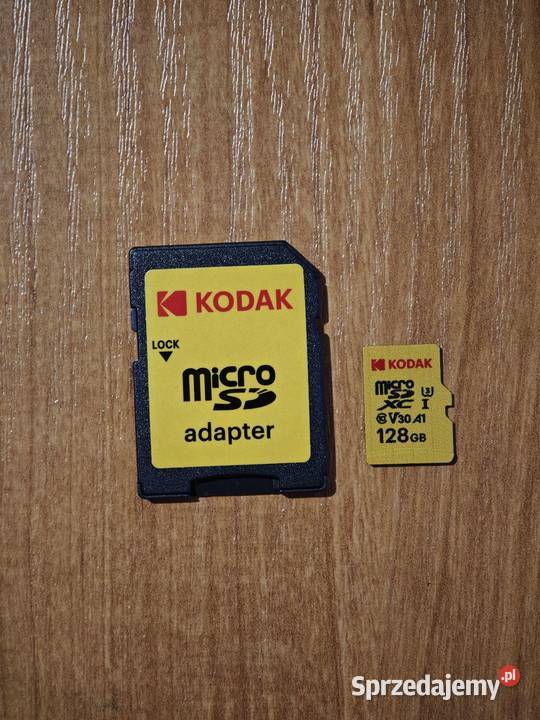 KODAK
LOCK
micro
SD
adapter
KODAK
micro
SD U3
XC I
10 V30 A1
128GB
Sprzedajemy.pl